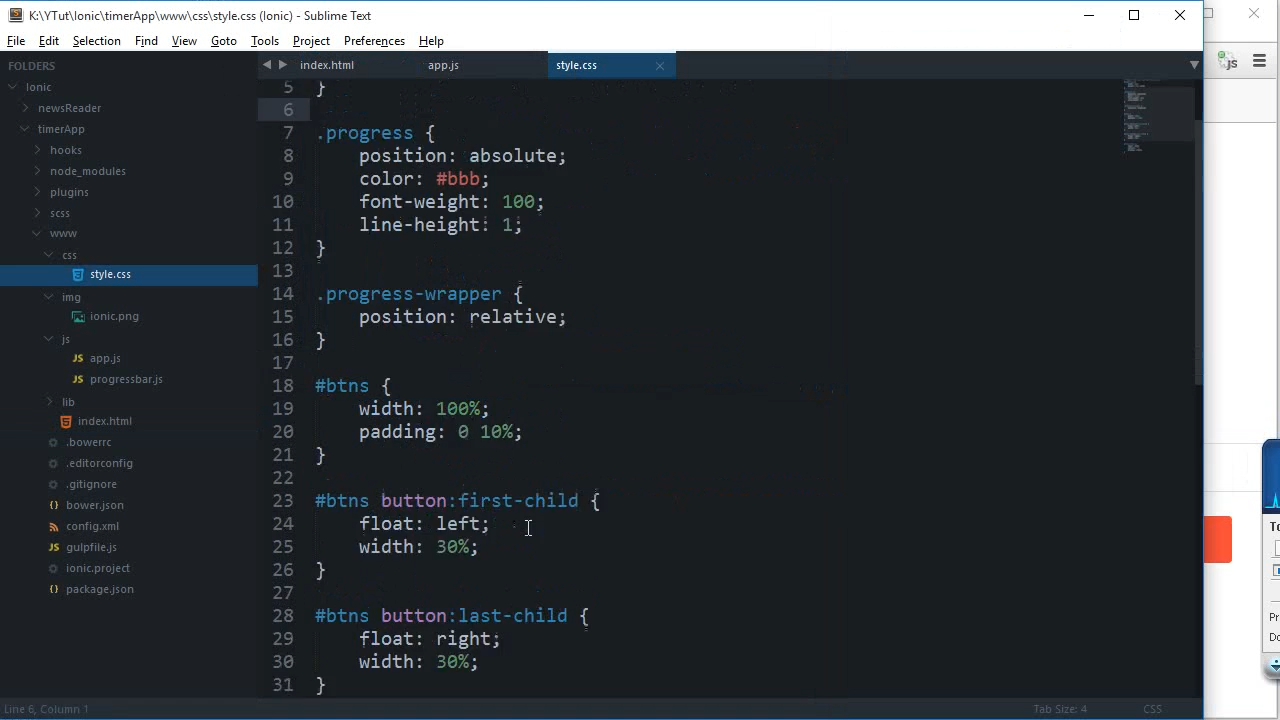 K:\YTut\Ionic\timerApp\www\css\style.css (Ionic) - Sublime Text
File Edit Selection Find View Goto Tools Project Preferences Help
FOLDERS
Ionic
newsReader
timerApp
hooks
node_modules
plugins
scss
www
css
style.css
img
ionic.png
js
app.js
progressbar.js
lib
index.html
.bowerrc
.editorconfig
.gitignore
bower.json
config.xml
gulpfile.js
ionic.project
package.json
index.html app.js style.css
5 }
6
7 .progress {
8 position: absolute;
9 color: #bbb;
10 font-weight: 100;
11 line-height: 1;
12 }
13
14 .progress-wrapper {
15 position: relative;
16 }
17
18 #btns {
19 width: 100%;
20 padding: 0 10%;
21 }
22
23 #btns button:first-child {
24 float: left;
25 width: 30%;
26 }
27
28 #btns button:last-child {
29 float: right;
30 width: 30%;
31 }
Line 6, Column 1 Tab Size: 4 CSS
js
To
Pr
Do